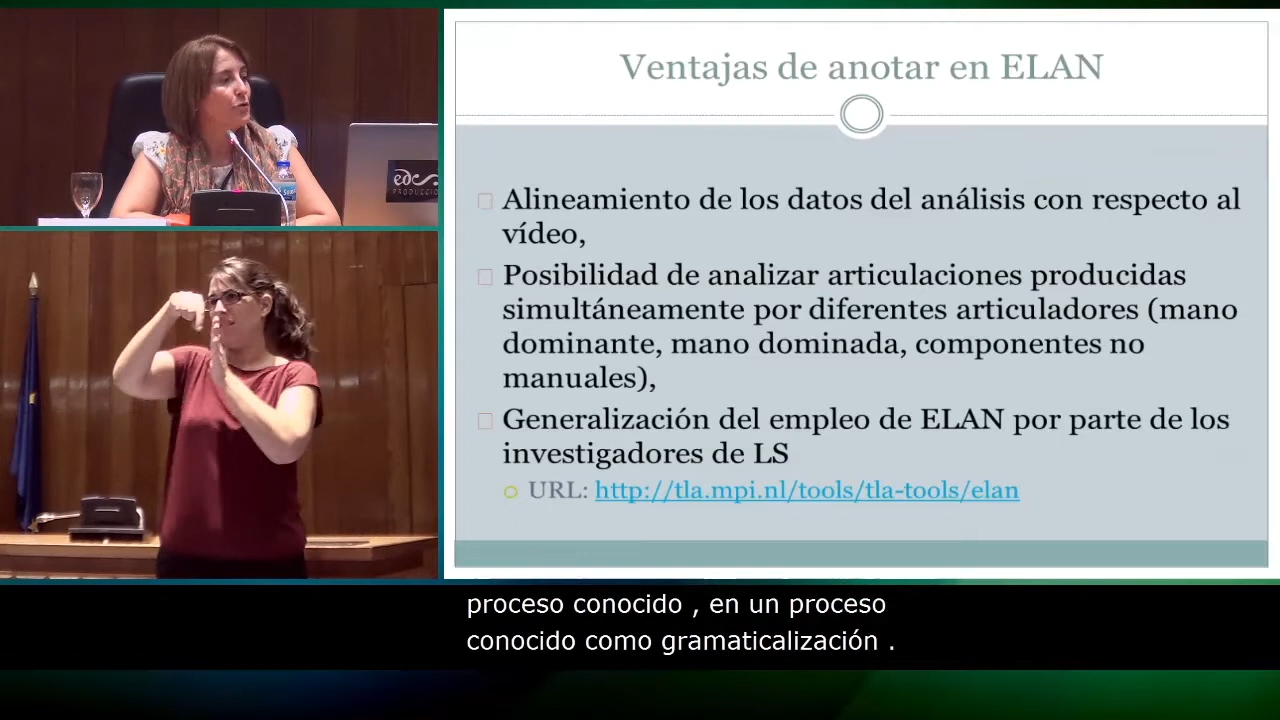 Ventajas de anotar en ELAN
Alineamiento de los datos del análisis con respecto al
vídeo,
Posibilidad de analizar articulaciones producidas
simultáneamente por diferentes articuladores (mano
dominante, mano dominada, componentes no
manuales),
Generalización del empleo de ELAN por parte de los
investigadores de LS
URL: http://tla.mpi.nl/tools/tla-tools/elan
proceso conocido , en un proceso
conocido como gramaticalización .